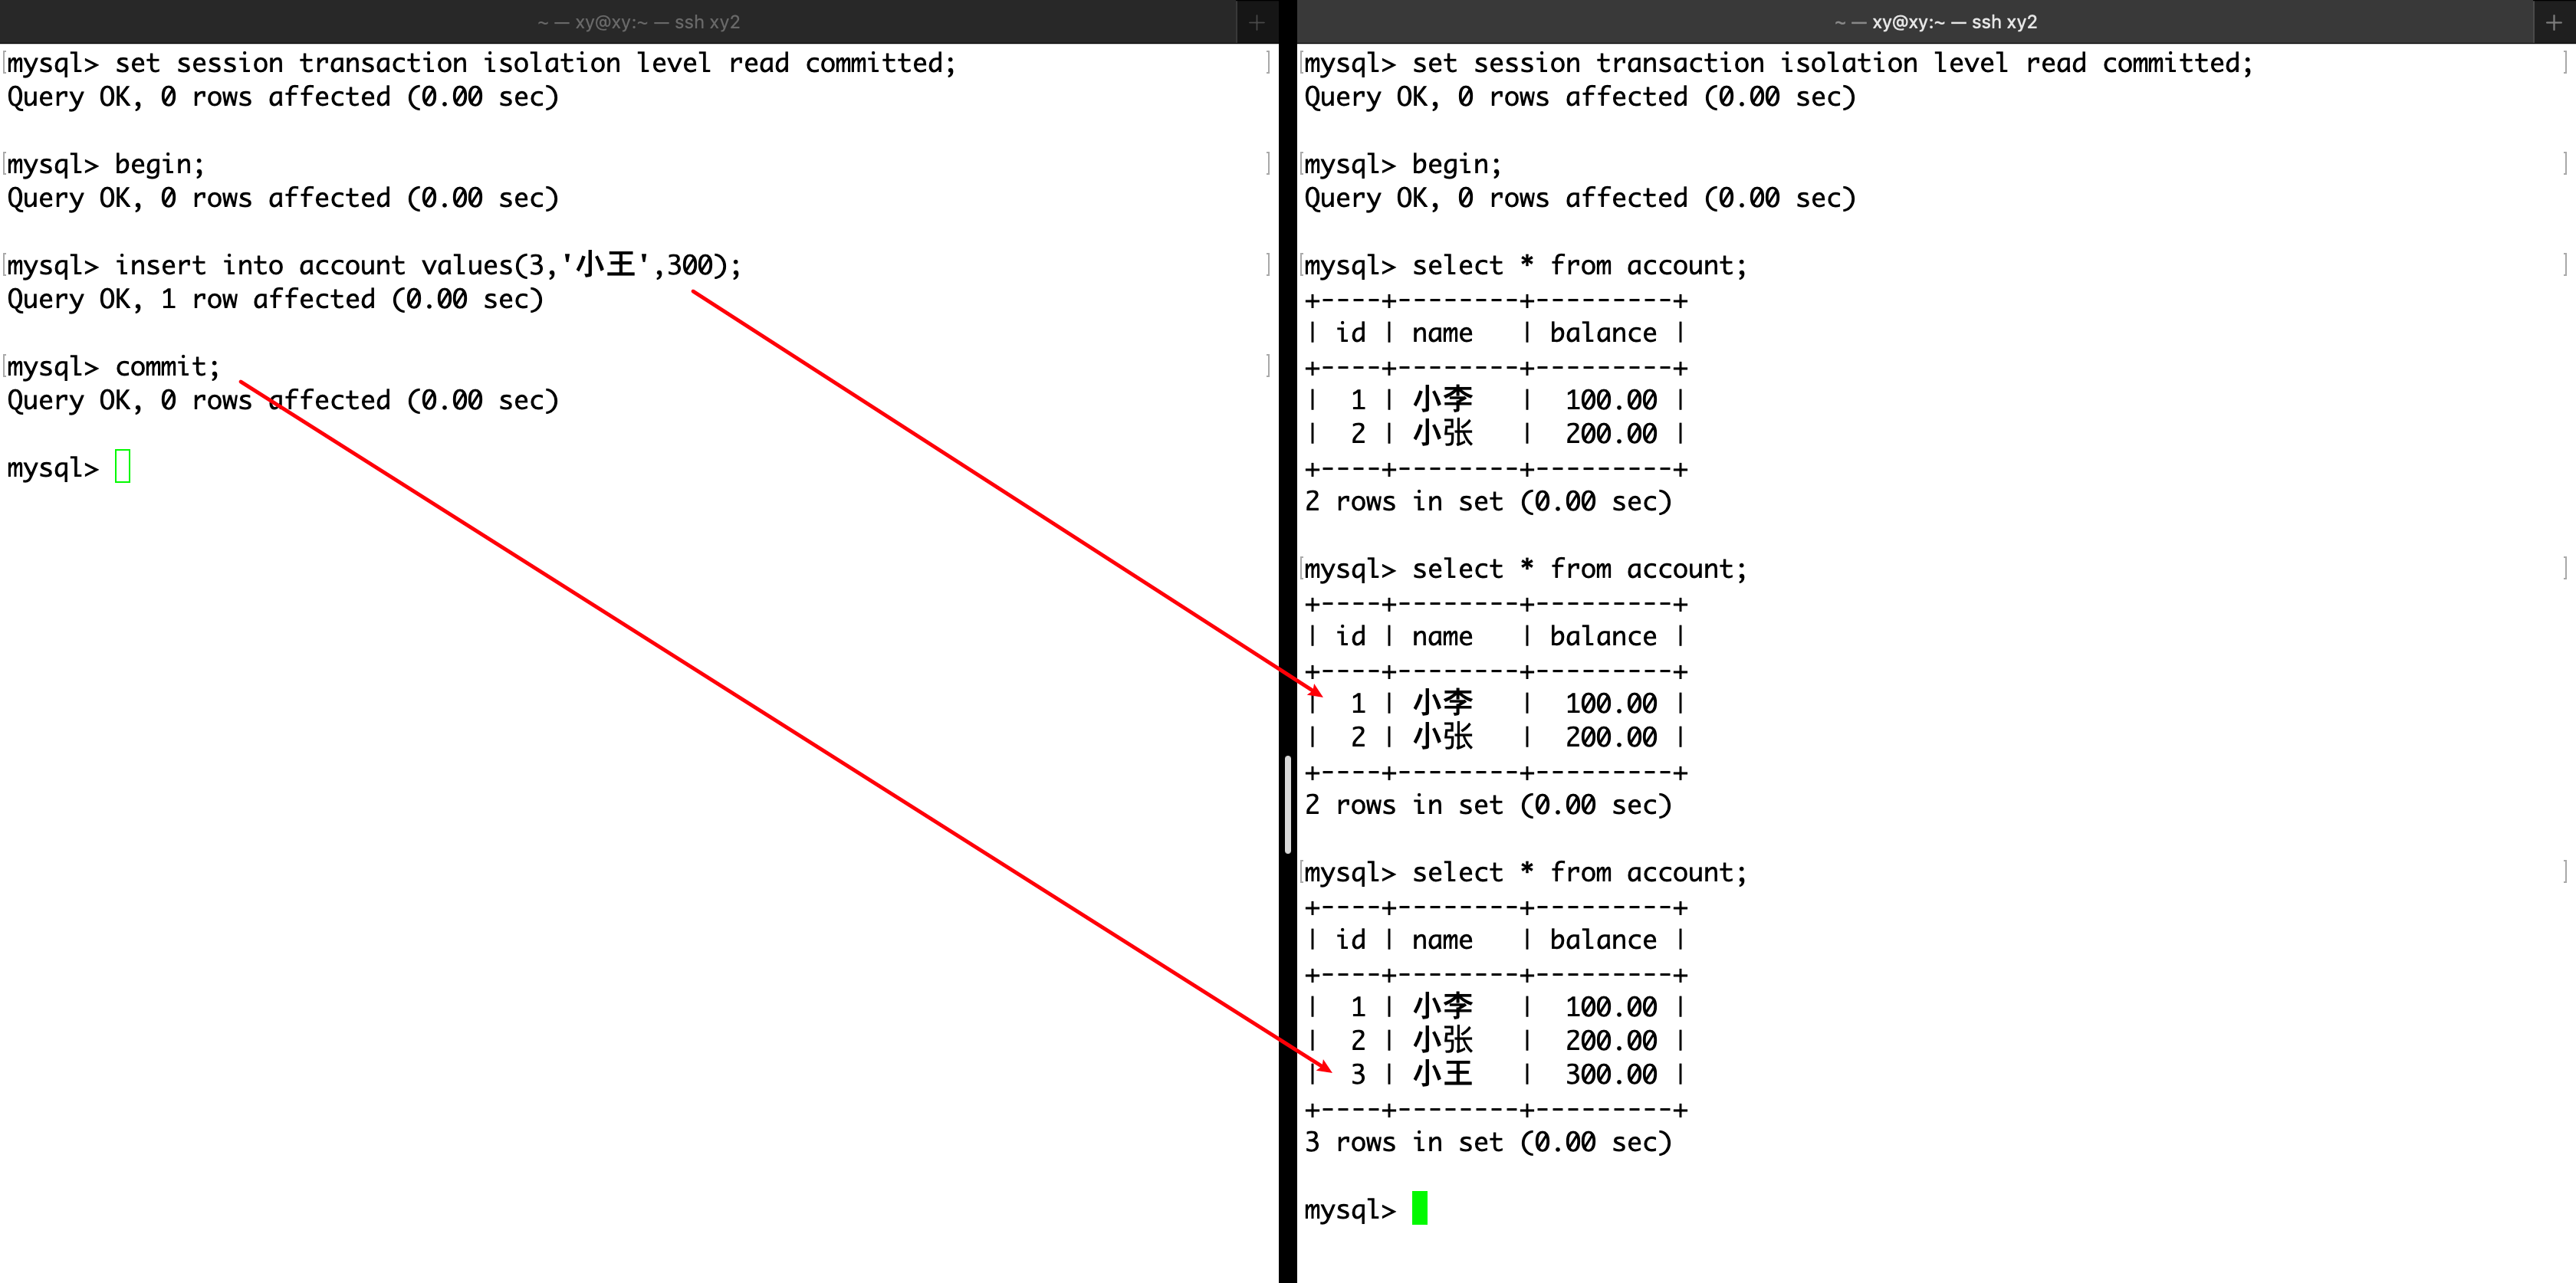 ~ — xy@xy:~ — ssh xy2
mysql> set session transaction isolation level read committed;
Query OK, 0 rows affected (0.00 sec)
mysql> begin;
Query OK, 0 rows affected (0.00 sec)
mysql> insert into account values(3,'小王',300);
Query OK, 1 row affected (0.00 sec)
mysql> commit;
Query OK, 0 rows affected (0.00 sec)
mysql>
~ — xy@xy:~ — ssh xy2
mysql> set session transaction isolation level read committed;
Query OK, 0 rows affected (0.00 sec)
mysql> begin;
Query OK, 0 rows affected (0.00 sec)
mysql> select * from account;
+----+--------+---------+
| id | name   | balance |
+----+--------+---------+
|  1 | 小李   |  100.00 |
|  2 | 小张   |  200.00 |
+----+--------+---------+
2 rows in set (0.00 sec)
mysql> select * from account;
+----+--------+---------+
| id | name   | balance |
+----+--------+---------+
|  1 | 小李   |  100.00 |
|  2 | 小张   |  200.00 |
+----+--------+---------+
2 rows in set (0.00 sec)
mysql> select * from account;
+----+--------+---------+
| id | name   | balance |
+----+--------+---------+
|  1 | 小李   |  100.00 |
|  2 | 小张   |  200.00 |
|  3 | 小王   |  300.00 |
+----+--------+---------+
3 rows in set (0.00 sec)
mysql>